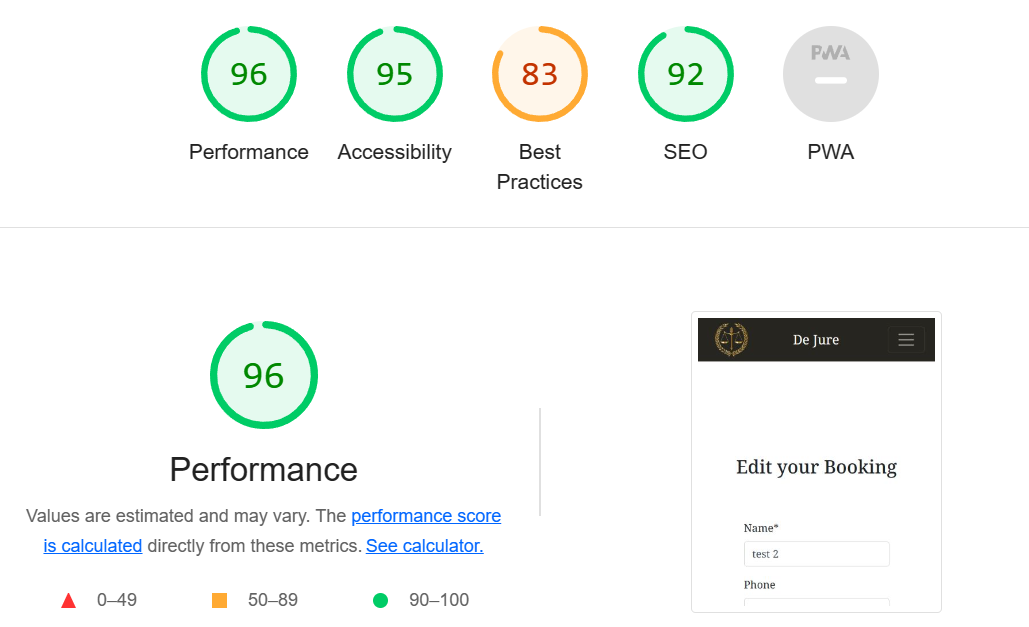 96
95
83
92
PWA
Performance
Accessibility
Best
Practices
SEO
PWA
96
Performance
Values are estimated and may vary. The performance score
is calculated directly from these metrics. See calculator.
0–49
50–89
90–100
De Jure
Edit your Booking
Name*
test 2
Phone